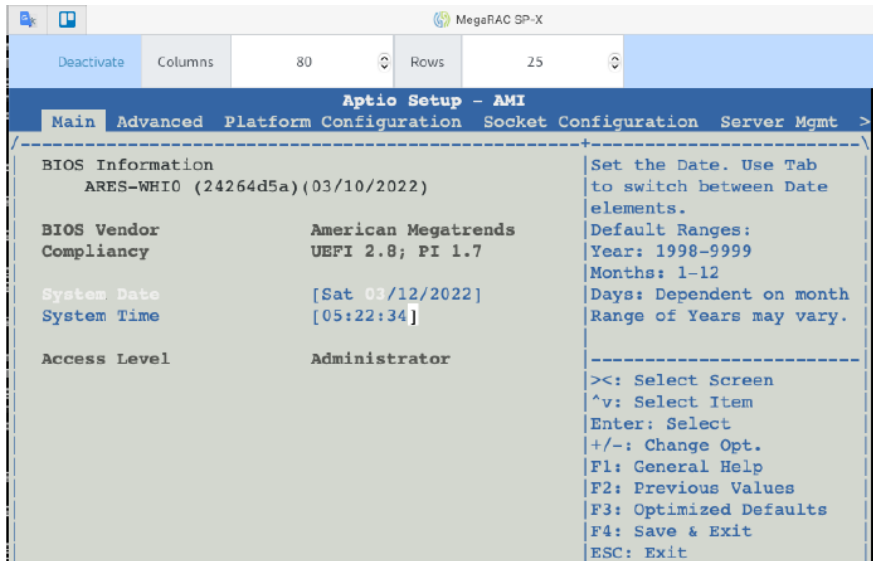 MegaRAC SP-X
Deactivate Columns 80 Rows 25
Aptio Setup - AMI
Main Advanced Platform Configuration Socket Configuration Server Mgmt >
/----------------------------------------------------+-------------------------\
BIOS Information
ARES-WHI0 (24264d5a)(03/10/2022)
BIOS Vendor American Megatrends
Compliancy UEFI 2.8; PI 1.7
System Date [Sat 03/12/2022]
System Time [05:22:34]
Access Level Administrator
Set the Date. Use Tab
to switch between Date
elements.
Default Ranges:
Year: 1998-9999
Months: 1-12
Days: Dependent on month
Range of Years may vary.
-------------------------
><: Select Screen
^v: Select Item
Enter: Select
+/-: Change Opt.
F1: General Help
F2: Previous Values
F3: Optimized Defaults
F4: Save & Exit
ESC: Exit